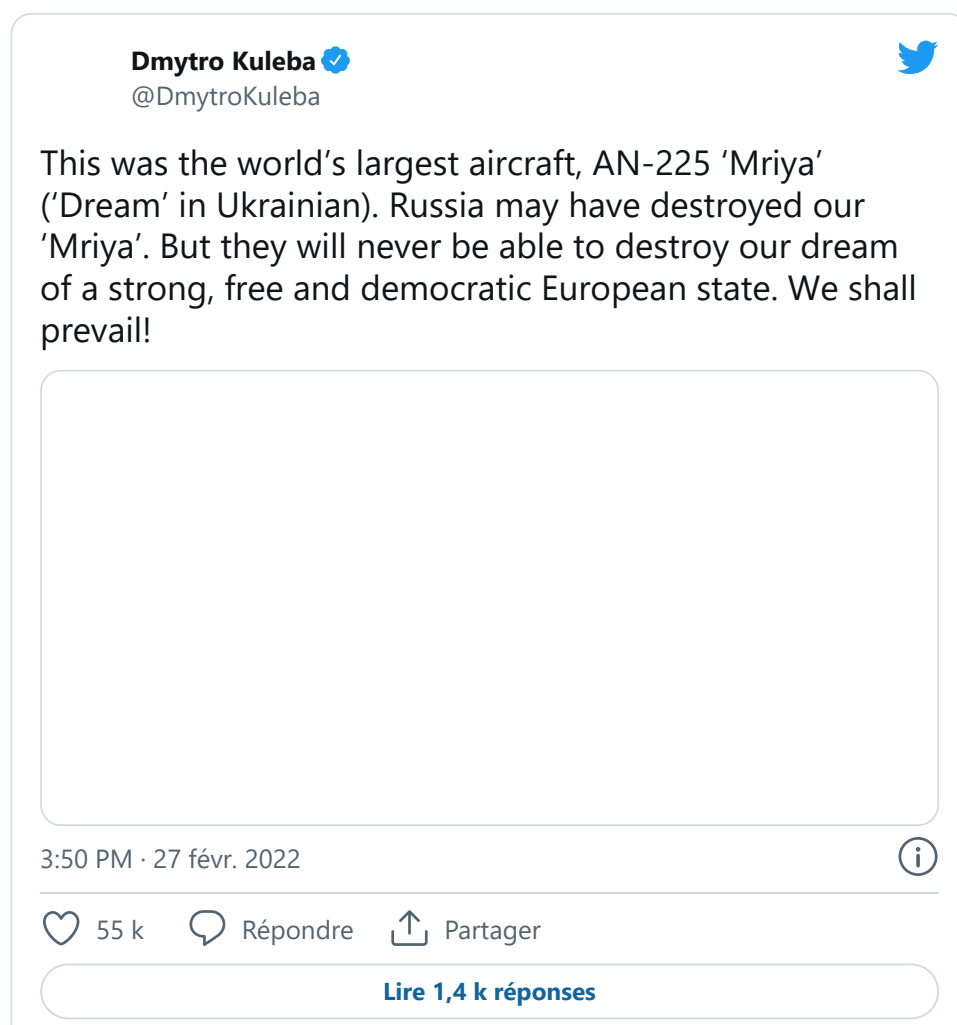 Dmytro Kuleba
@DmytroKuleba
This was the world’s largest aircraft, AN-225 ‘Mriya’
(‘Dream’ in Ukrainian). Russia may have destroyed our
‘Mriya’. But they will never be able to destroy our dream
of a strong, free and democratic European state. We shall
prevail!
3:50 PM · 27 févr. 2022
55 k Répondre Partager
Lire 1,4 k réponses